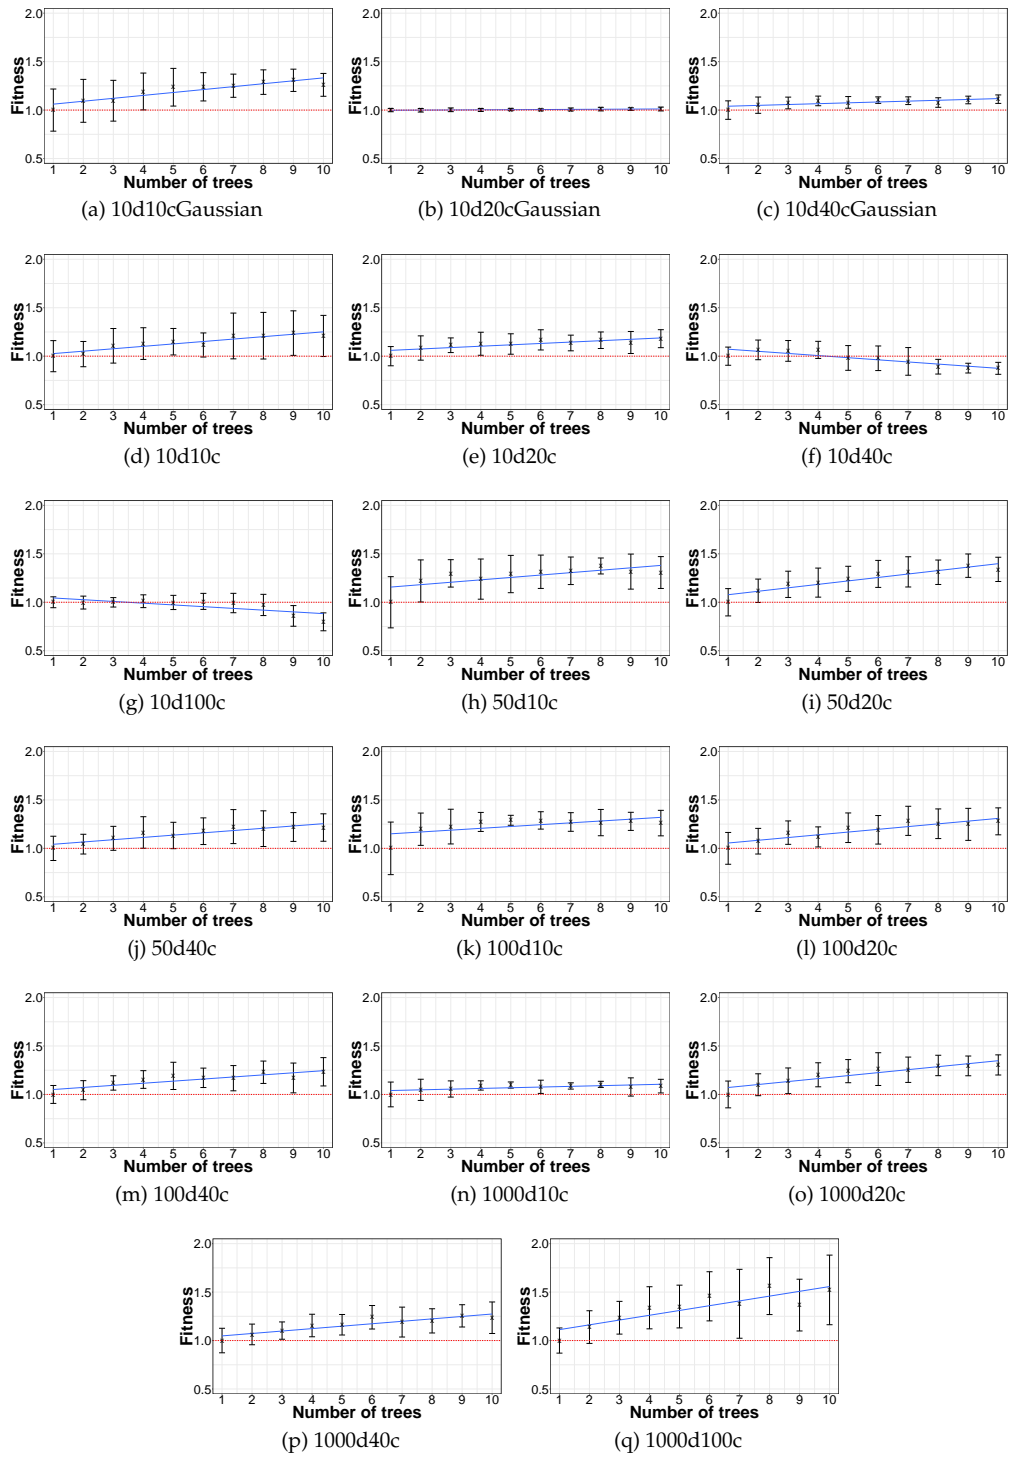 Fitness
2.0
1.5
1.0
0.5
1 2 3 4 5 6 7 8 9 10
Number of trees
(a) 10d10cGaussian
Fitness
2.0
1.5
1.0
0.5
1 2 3 4 5 6 7 8 9 10
Number of trees
(b) 10d20cGaussian
Fitness
2.0
1.5
1.0
0.5
1 2 3 4 5 6 7 8 9 10
Number of trees
(c) 10d40cGaussian
Fitness
2.0
1.5
1.0
0.5
1 2 3 4 5 6 7 8 9 10
Number of trees
(d) 10d10c
Fitness
2.0
1.5
1.0
0.5
1 2 3 4 5 6 7 8 9 10
Number of trees
(e) 10d20c
Fitness
2.0
1.5
1.0
0.5
1 2 3 4 5 6 7 8 9 10
Number of trees
(f) 10d40c
Fitness
2.0
1.5
1.0
0.5
1 2 3 4 5 6 7 8 9 10
Number of trees
(g) 10d100c
Fitness
2.0
1.5
1.0
0.5
1 2 3 4 5 6 7 8 9 10
Number of trees
(h) 50d10c
Fitness
2.0
1.5
1.0
0.5
1 2 3 4 5 6 7 8 9 10
Number of trees
(i) 50d20c
Fitness
2.0
1.5
1.0
0.5
1 2 3 4 5 6 7 8 9 10
Number of trees
(j) 50d40c
Fitness
2.0
1.5
1.0
0.5
1 2 3 4 5 6 7 8 9 10
Number of trees
(k) 100d10c
Fitness
2.0
1.5
1.0
0.5
1 2 3 4 5 6 7 8 9 10
Number of trees
(l) 100d20c
Fitness
2.0
1.5
1.0
0.5
1 2 3 4 5 6 7 8 9 10
Number of trees
(m) 100d40c
Fitness
2.0
1.5
1.0
0.5
1 2 3 4 5 6 7 8 9 10
Number of trees
(n) 1000d10c
Fitness
2.0
1.5
1.0
0.5
1 2 3 4 5 6 7 8 9 10
Number of trees
(o) 1000d20c
Fitness
2.0
1.5
1.0
0.5
1 2 3 4 5 6 7 8 9 10
Number of trees
(p) 1000d40c
Fitness
2.0
1.5
1.0
0.5
1 2 3 4 5 6 7 8 9 10
Number of trees
(q) 1000d100c